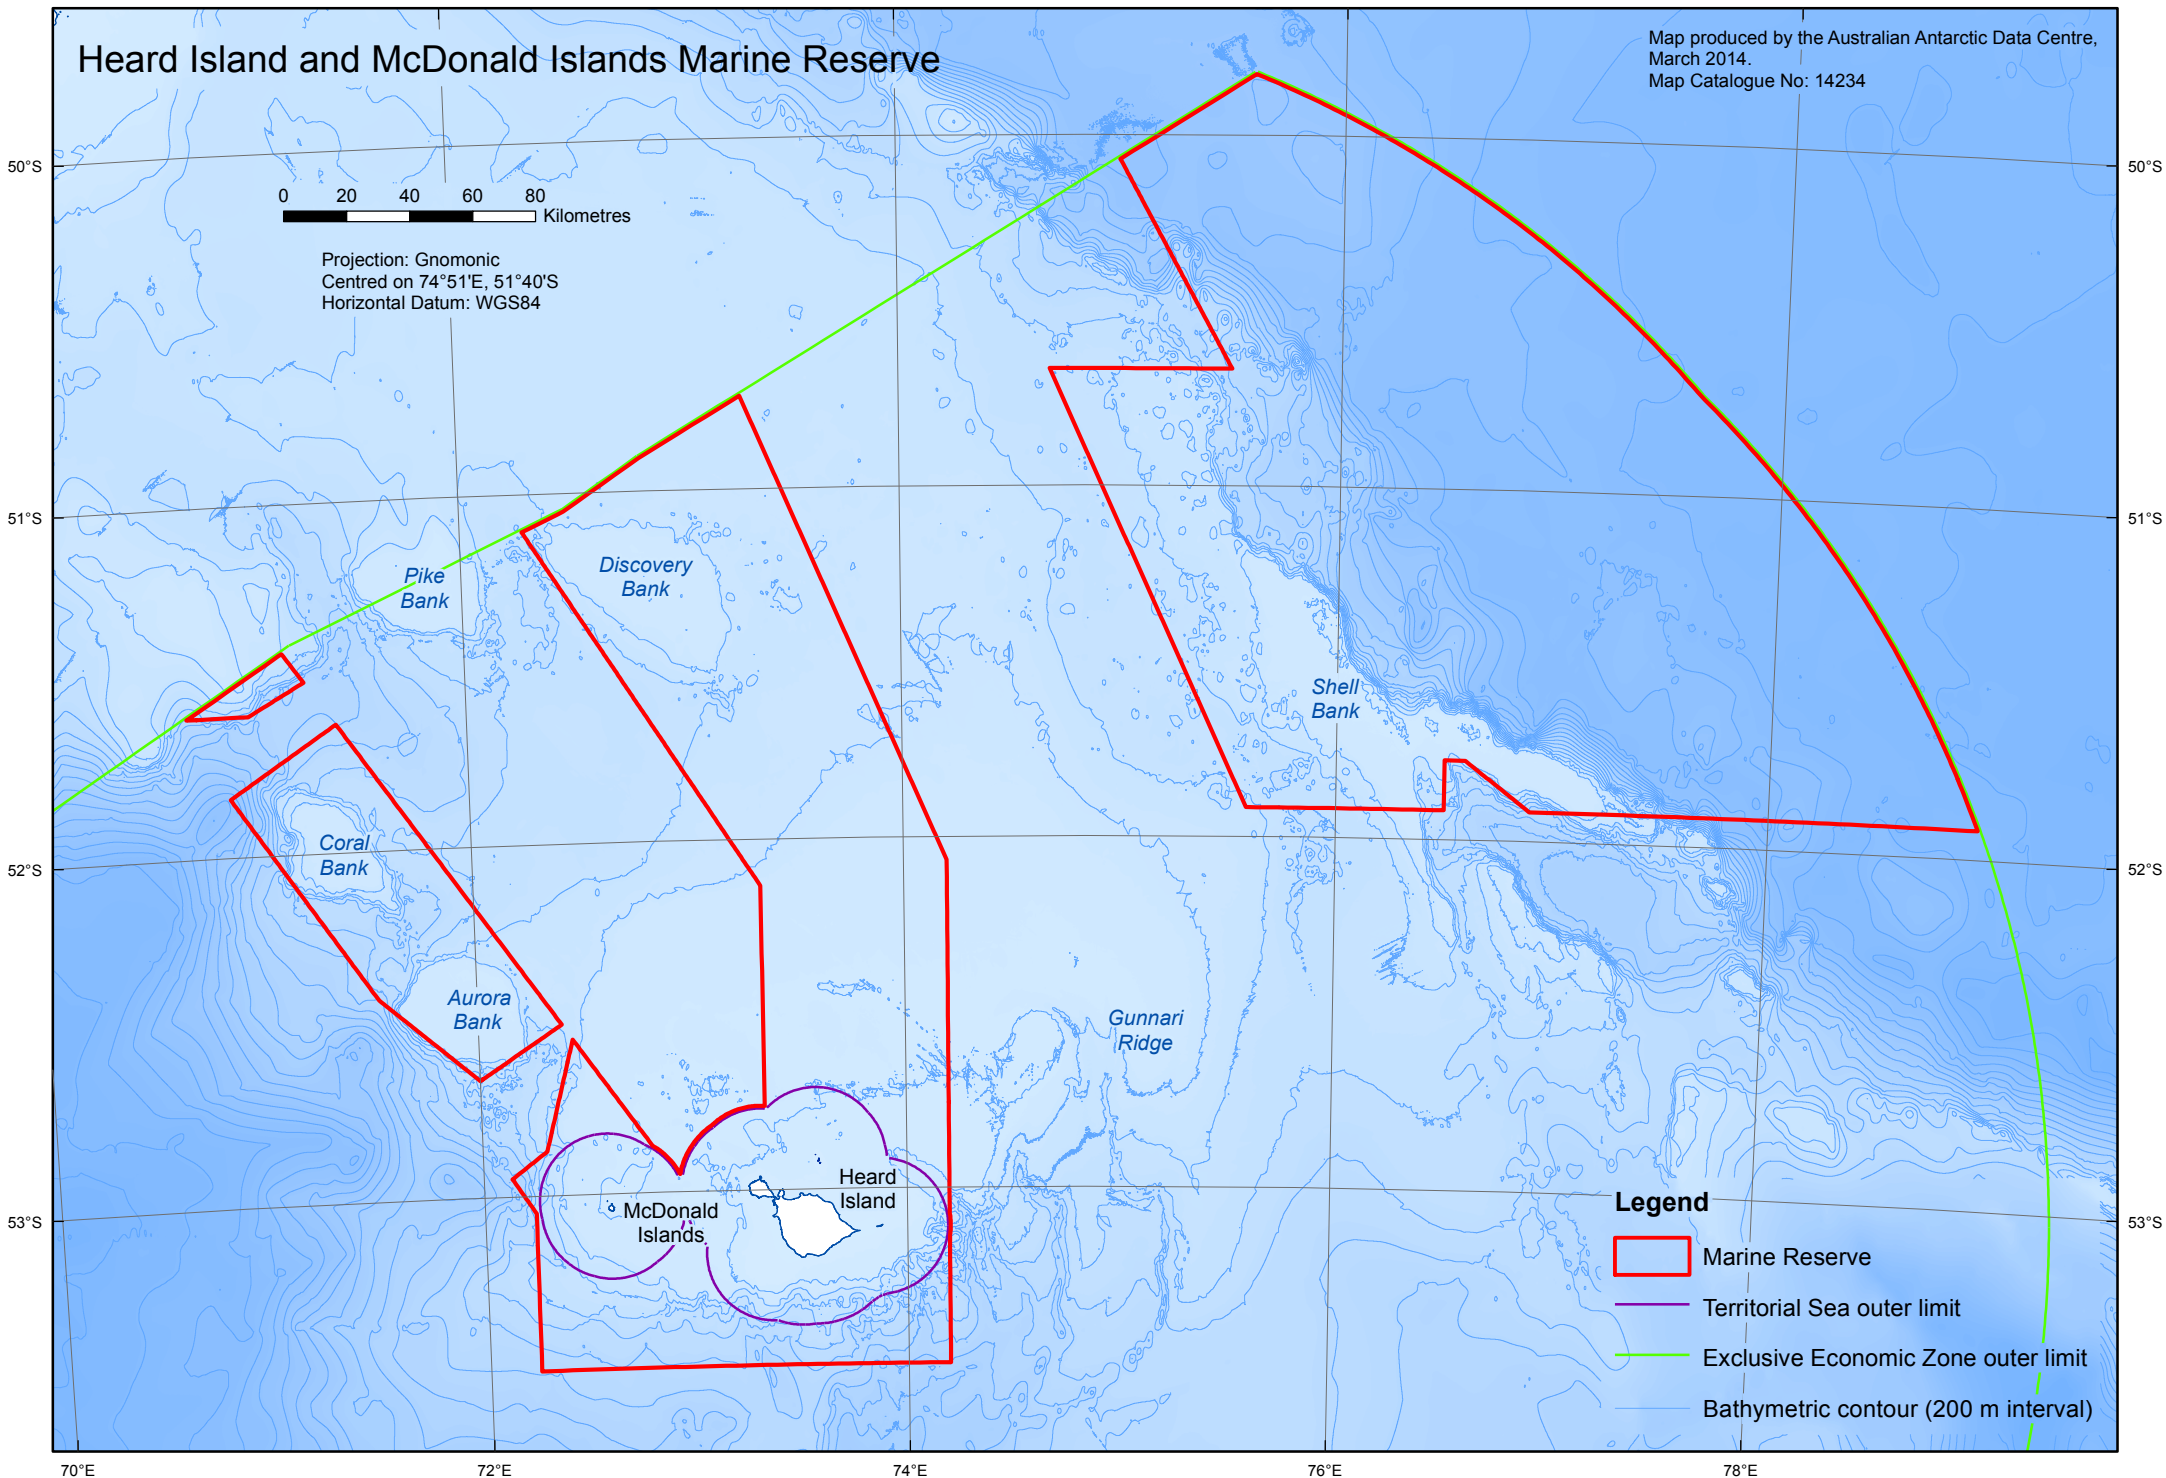 Heard Island and McDonald Islands Marine Reserve
Map produced by the Australian Antarctic Data Centre,
March 2014.
Map Catalogue No: 14234
0 20 40 60 80
Kilometres
Projection: Gnomonic
Centred on 74°51'E, 51°40'S
Horizontal Datum: WGS84
50°S
50°S
51°S
51°S
52°S
52°S
53°S
53°S
Pike
Bank
Discovery
Bank
Shell
Bank
Coral
Bank
Aurora
Bank
Gunnari
Ridge
Heard
Island
McDonald
Islands
Legend
Marine Reserve
Territorial Sea outer limit
Exclusive Economic Zone outer limit
Bathymetric contour (200 m interval)
70°E
72°E
74°E
76°E
78°E